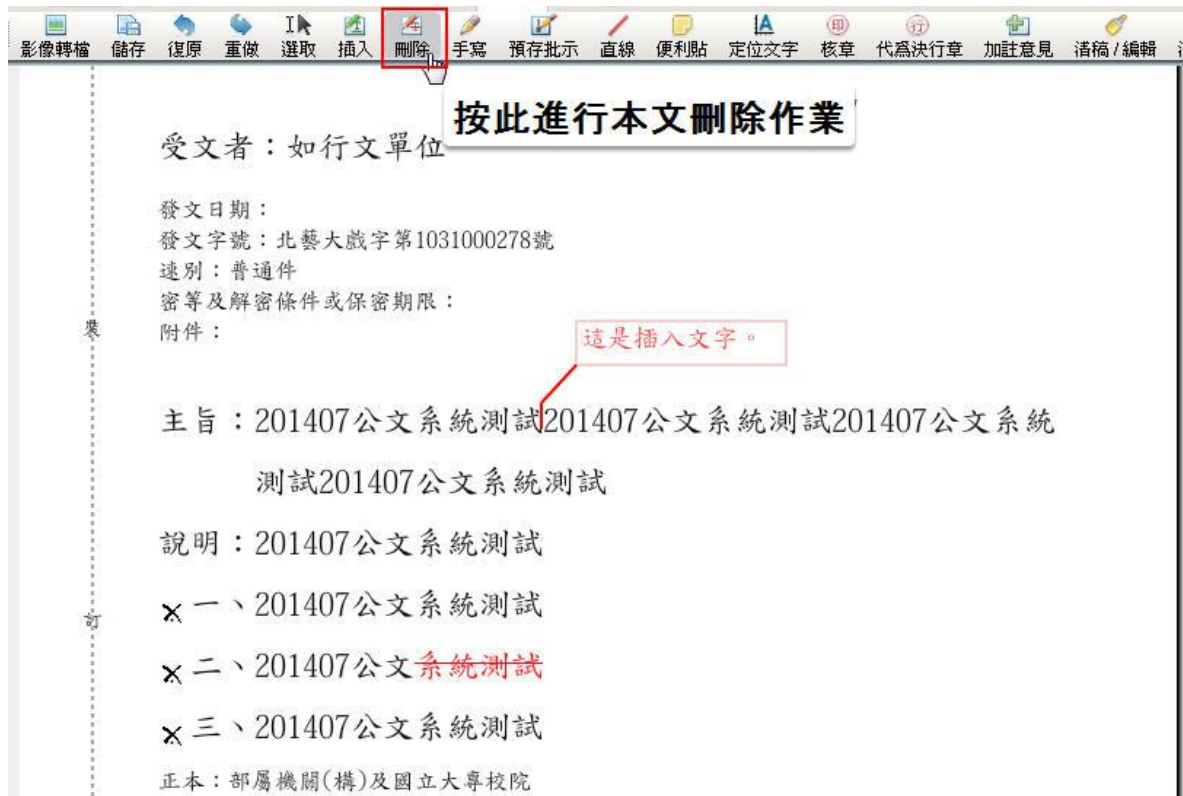 影像轉檔 儲存 復原 重做 選取 插入 刪除 手寫 預存批示 直線 便利貼 定位文字 核章 代為決行章 加註意見 清稿/編輯
按此進行本文刪除作業
受文者：如行文單位
發文日期：
發文字號：北藝大戲字第1031000278號
速別：普通件
密等及解密條件或保密期限：
裝
附件：
這是插入文字。
主旨：201407公文系統測試201407公文系統測試201407公文系統
測試201407公文系統測試
說明：201407公文系統測試
一、201407公文系統測試
訂
二、201407公文系統測試
三、201407公文系統測試
正本：部屬機關(構)及國立大專校院